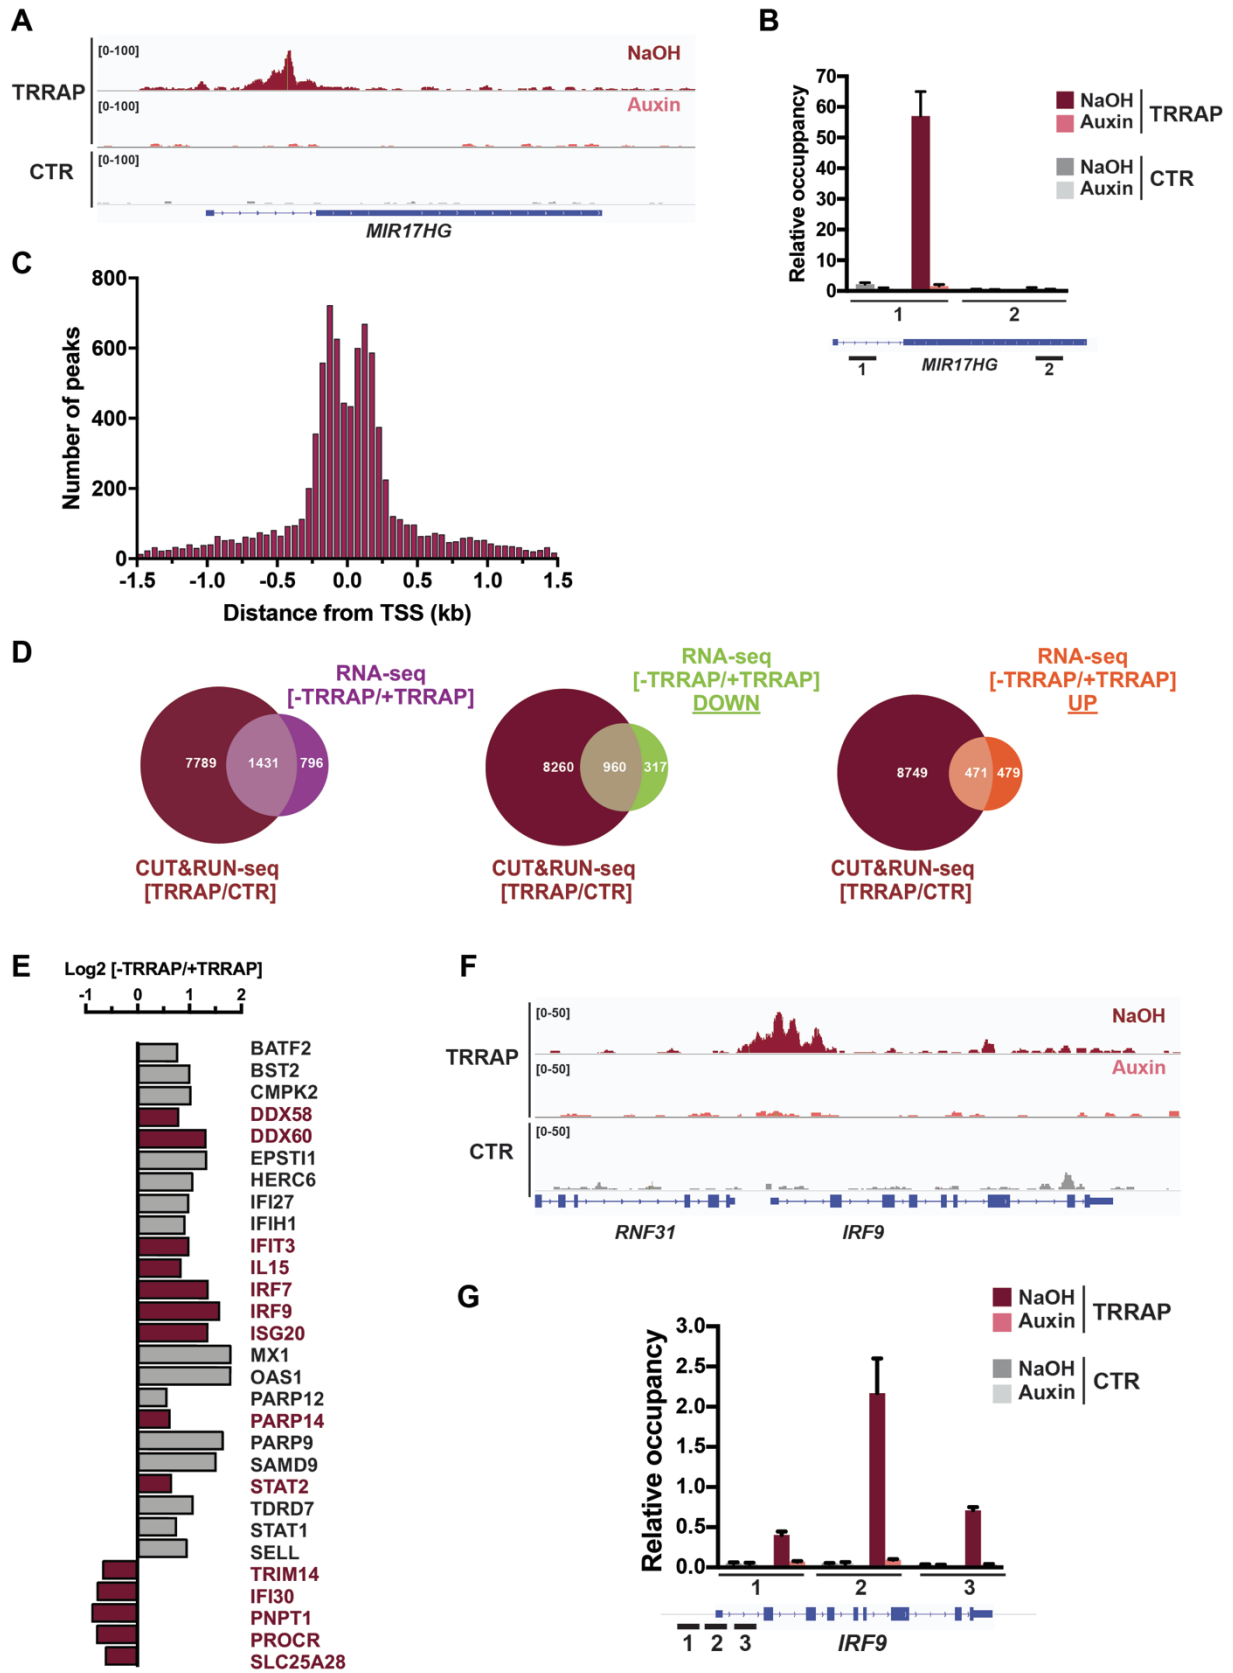 A
[0-100]
NaOH
TRRAP
[0-100]
Auxin
CTR
[0-100]
MIR17HG
B
Relative occuppancy
70
60
50
40
30
20
10
0
1
2
NaOH
Auxin
TRRAP
NaOH
Auxin
CTR
1
MIR17HG
2
C
Number of peaks
800
600
400
200
0
-1.5
-1.0
-0.5
0.0
0.5
1.0
1.5
Distance from TSS (kb)
D
RNA-seq
[-TRRAP/+TRRAP]
7789
1431
796
CUT&RUN-seq
[TRRAP/CTR]
RNA-seq
[-TRRAP/+TRRAP]
DOWN
8260
960
317
CUT&RUN-seq
[TRRAP/CTR]
RNA-seq
[-TRRAP/+TRRAP]
UP
8749
471
479
CUT&RUN-seq
[TRRAP/CTR]
E
Log2 [-TRRAP/+TRRAP]
-1
0
1
2
BATF2
BST2
CMPK2
DDX58
DDX60
EPSTI1
HERC6
IFI27
IFIH1
IFIT3
IL15
IRF7
IRF9
ISG20
MX1
OAS1
PARP12
PARP14
PARP9
SAMD9
STAT2
TDRD7
STAT1
SELL
TRIM14
IFI30
PNPT1
PROCR
SLC25A28
F
[0-50]
NaOH
TRRAP
[0-50]
Auxin
CTR
[0-50]
RNF31
IRF9
G
Relative occupancy
3.0
2.5
2.0
1.5
1.0
0.5
0.0
1
2
3
NaOH
Auxin
TRRAP
NaOH
Auxin
CTR
1
2
3
IRF9